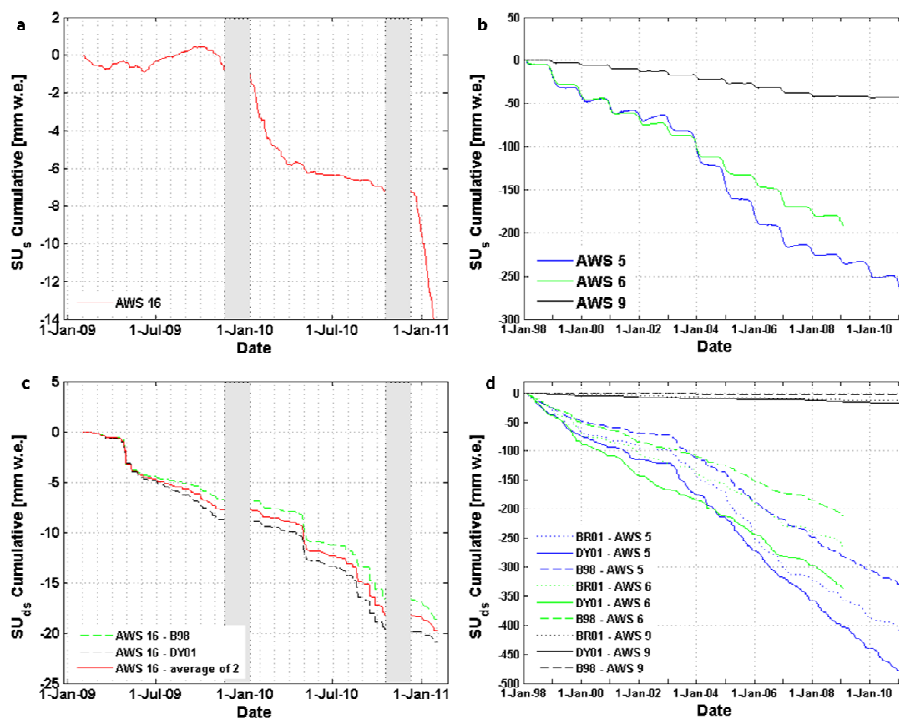 a
2
0
-2
-4
-6
-8
-10
-12
-14
SUs Cumulative [mm w.e.]
AWS 16
1-Jan-09 1-Jul-09 1-Jan-10 1-Jul-10 1-Jan-11
Date
b
50
0
-50
-100
-150
-200
-250
-300
SUs Cumulative [mm w.e.]
AWS 5
AWS 6
AWS 9
1-Jan-98 1-Jan-00 1-Jan-02 1-Jan-04 1-Jan-06 1-Jan-08 1-Jan-10
Date
c
5
0
-5
-10
-15
-20
-25
SUds Cumulative [mm w.e.]
AWS 16 - B98
AWS 16 - DY01
AWS 16 - average of 2
1-Jan-09 1-Jul-09 1-Jan-10 1-Jul-10 1-Jan-11
Date
d
0
-50
-100
-150
-200
-250
-300
-350
-400
-450
-500
SUds Cumulative [mm w.e.]
BR01 - AWS 5
DY01 - AWS 5
B98 - AWS 5
BR01 - AWS 6
DY01 - AWS 6
B98 - AWS 6
BR01 - AWS 9
DY01 - AWS 9
B98 - AWS 9
1-Jan-98 1-Jan-00 1-Jan-02 1-Jan-04 1-Jan-06 1-Jan-08 1-Jan-10
Date